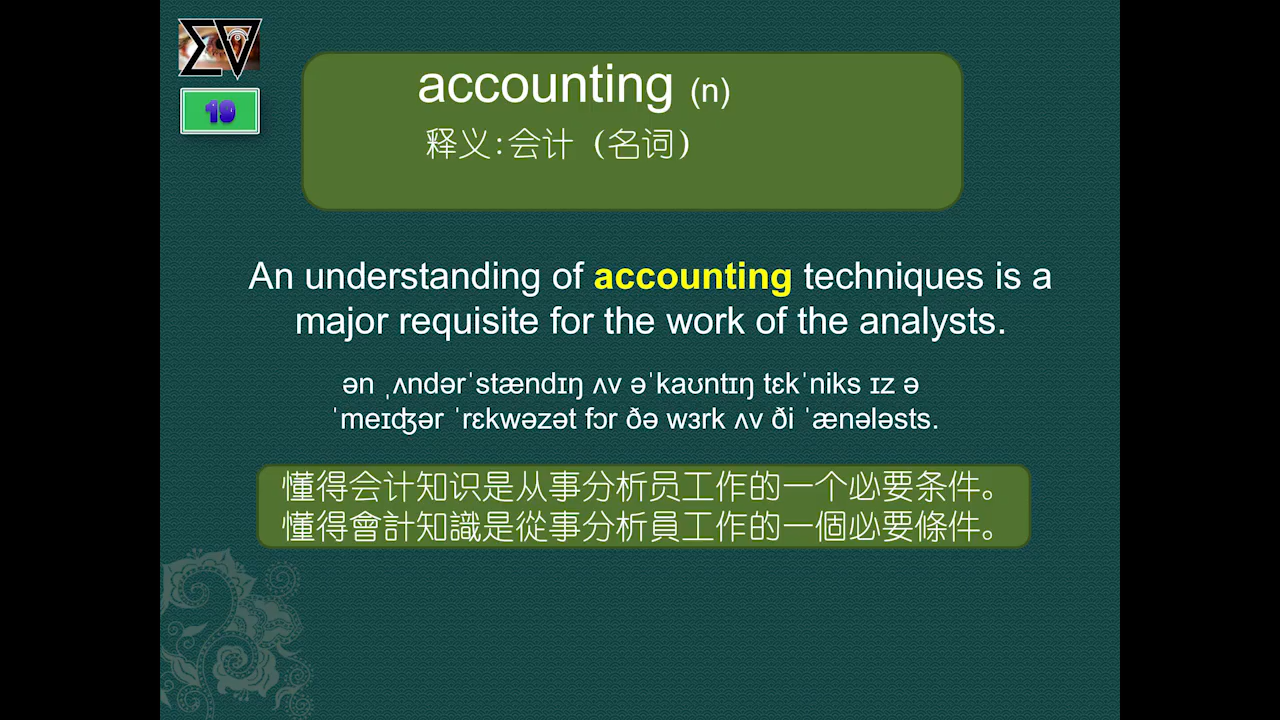 ΣV
19
accounting (n)
释义:会计（名词）
An understanding of accounting techniques is a
major requisite for the work of the analysts.
ən ˌʌndərˈstændɪŋ ʌv əˈkaʊntɪŋ tɛkˈniks ɪz ə
ˈmeɪʤər ˈrɛkwəzət fɔr ðə wɜrk ʌv ði ˈænələsts.
懂得会计知识是从事分析员工作的一个必要条件。
懂得會計知識是從事分析員工作的一個必要條件。